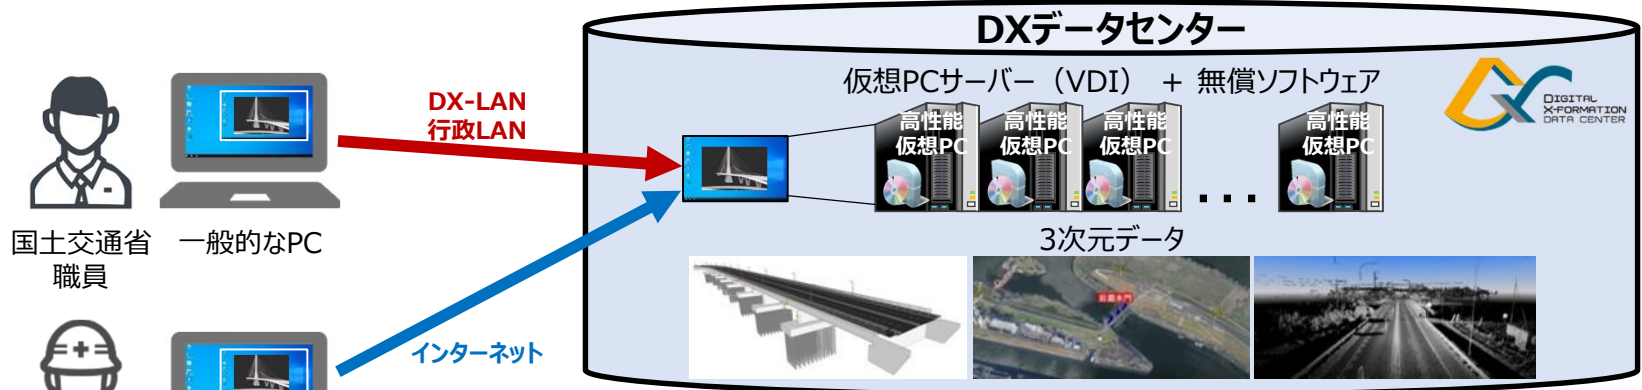 DXデータセンター
仮想PCサーバー（VDI） + 無償ソフトウェア
DIGITAL
X-FORMATION
DATA CENTER
DX-LAN
行政LAN
高性能
仮想PC
高性能
仮想PC
高性能
仮想PC
...
高性能
仮想PC
国土交通省
職員
一般的なPC
3次元データ
インターネット